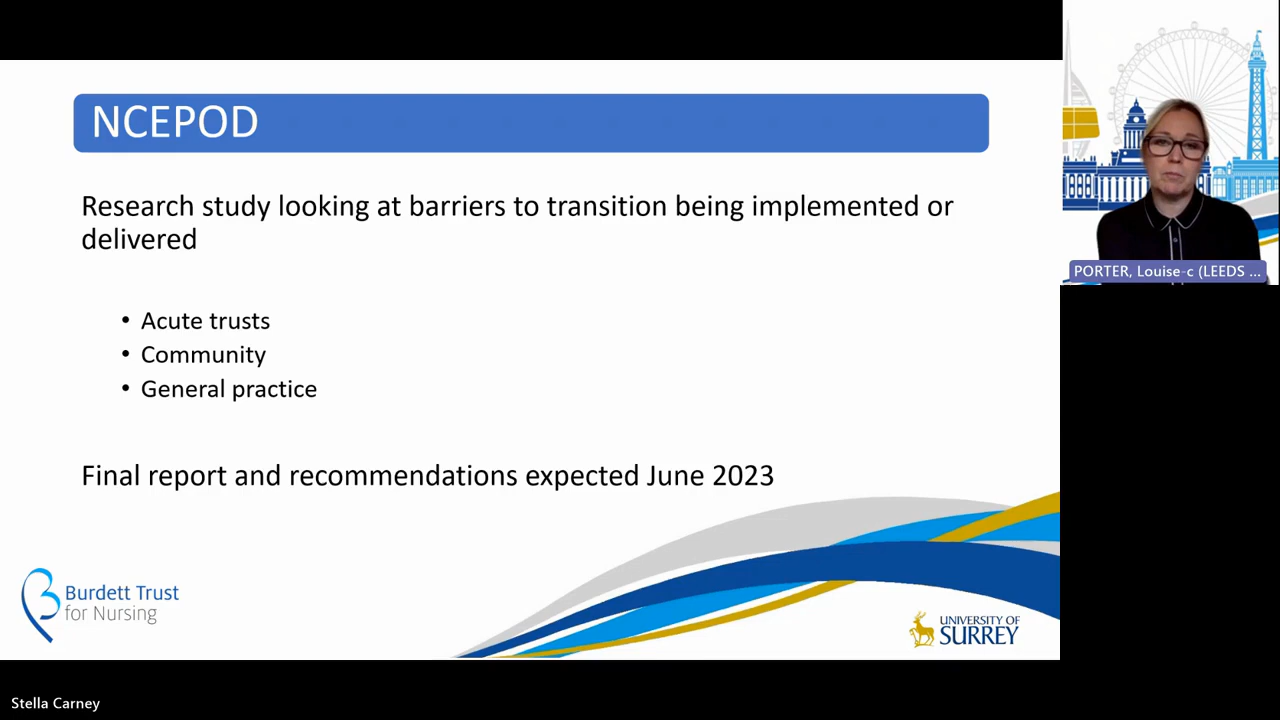 NCEPOD
Research study looking at barriers to transition being implemented or
delivered
• Acute trusts
• Community
• General practice
Final report and recommendations expected June 2023
Burdett Trust
for Nursing
UNIVERSITY OF
SURREY
PORTER, Louise-c (LEEDS ...
Stella Carney